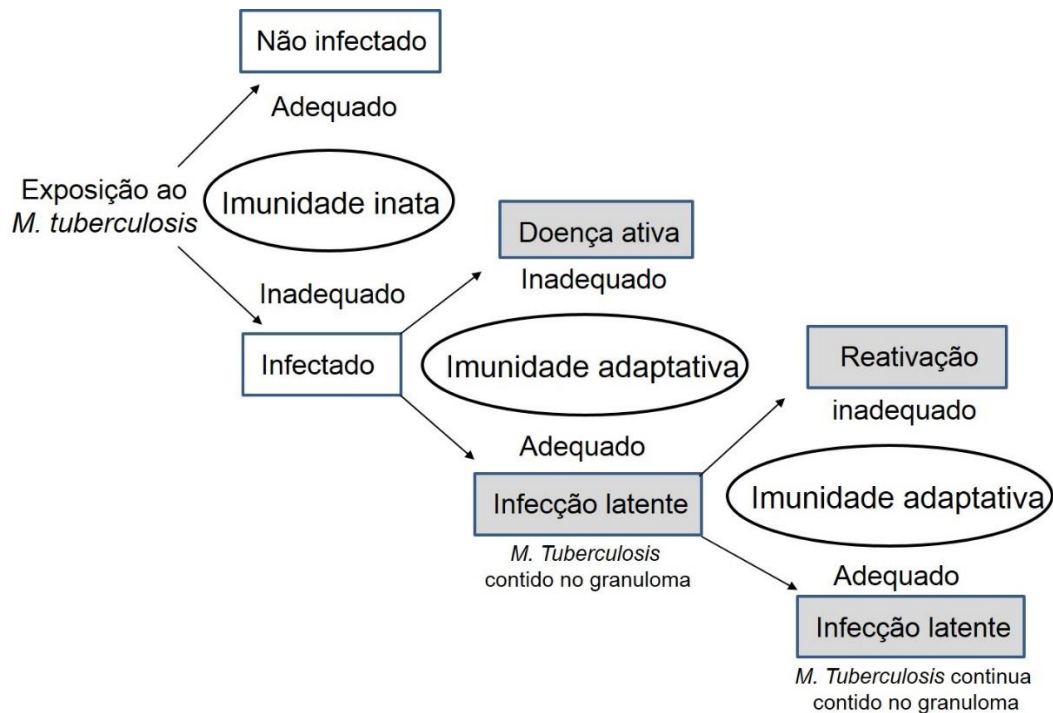 Não infectado
Adequado
Exposição ao
M. tuberculosis
Imunidade inata
Inadequado
Infectado
Doença ativa
Inadequado
Imunidade adaptativa
Adequado
Infecção latente
M. Tuberculosis
contido no granuloma
Reativação
inadequado
Imunidade adaptativa
Adequado
Infecção latente
M. Tuberculosis continua
contido no granuloma